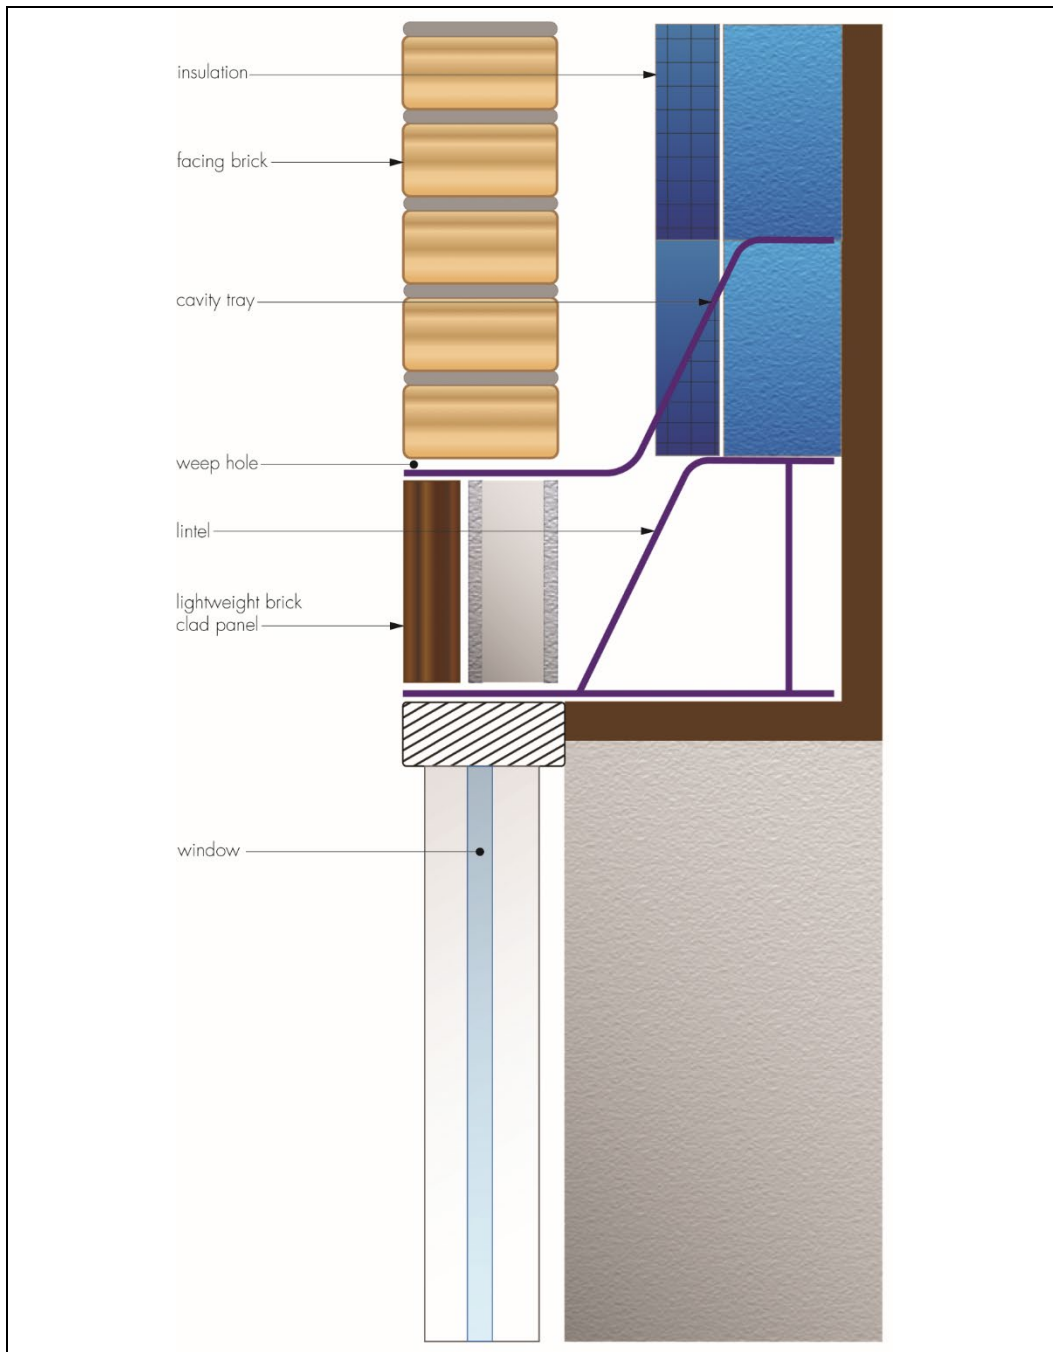 insulation
facing brick
cavity tray
weep hole
lintel
lightweight brick
clad panel
window